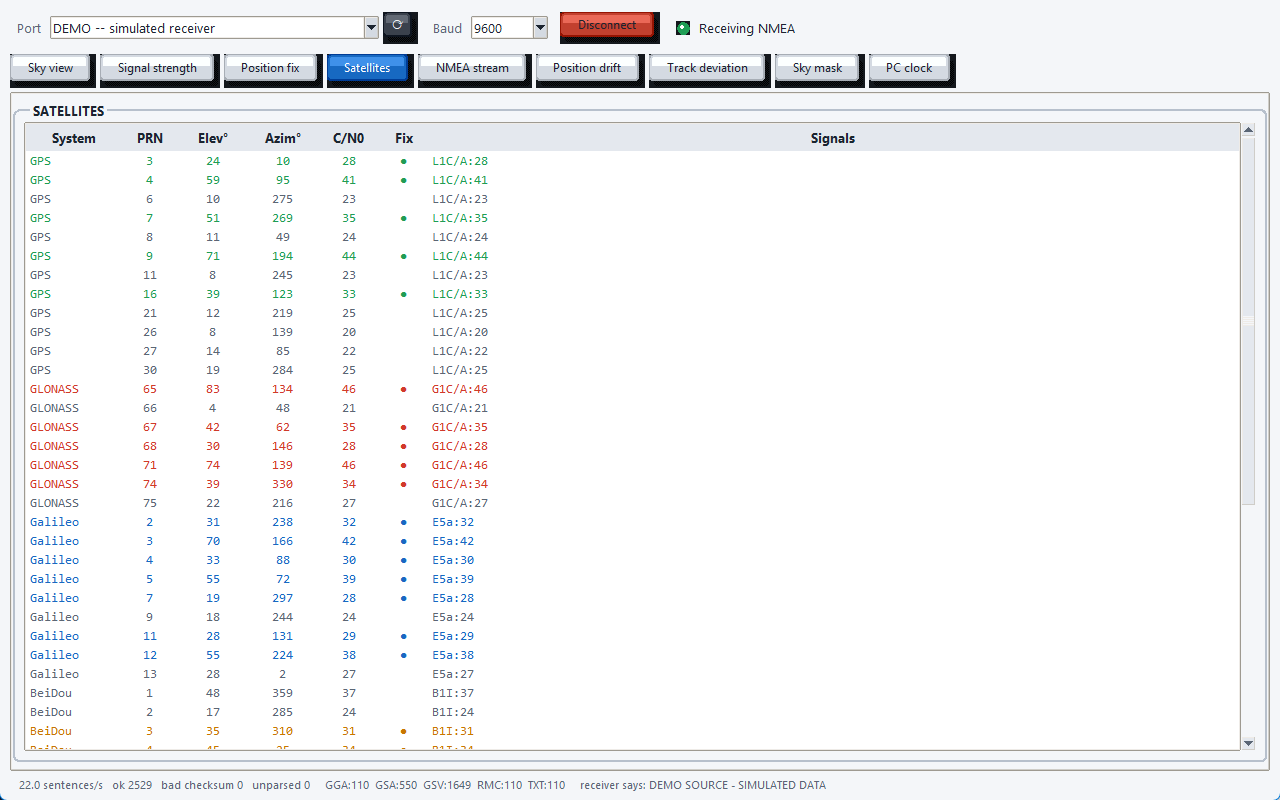 Port DEMO -- simulated receiver Baud 9600 Disconnect Receiving NMEA
Sky view Signal strength Position fix Satellites NMEA stream Position drift Track deviation Sky mask PC clock
SATELLITES
System PRN Elev° Azim° C/N0 Fix Signals
GPS 3 24 10 28 ● L1C/A:28
GPS 4 59 95 41 ● L1C/A:41
GPS 6 10 275 23 L1C/A:23
GPS 7 51 269 35 ● L1C/A:35
GPS 8 11 49 24 L1C/A:24
GPS 9 71 194 44 ● L1C/A:44
GPS 11 8 245 23 L1C/A:23
GPS 16 39 123 33 ● L1C/A:33
GPS 21 12 219 25 L1C/A:25
GPS 26 8 139 20 L1C/A:20
GPS 27 14 85 22 L1C/A:22
GPS 30 19 284 25 L1C/A:25
GLONASS 65 83 134 46 ● G1C/A:46
GLONASS 66 4 48 21 G1C/A:21
GLONASS 67 42 62 35 ● G1C/A:35
GLONASS 68 30 146 28 ● G1C/A:28
GLONASS 71 74 139 46 ● G1C/A:46
GLONASS 74 39 330 34 ● G1C/A:34
GLONASS 75 22 216 27 G1C/A:27
Galileo 2 31 238 32 ● E5a:32
Galileo 3 70 166 42 ● E5a:42
Galileo 4 33 88 30 ● E5a:30
Galileo 5 55 72 39 ● E5a:39
Galileo 7 19 297 28 ● E5a:28
Galileo 9 18 244 24 E5a:24
Galileo 11 28 131 29 ● E5a:29
Galileo 12 55 224 38 ● E5a:38
Galileo 13 28 2 27 E5a:27
BeiDou 1 48 359 37 B1I:37
BeiDou 2 17 285 24 B1I:24
BeiDou 3 35 310 31 ● B1I:31
22.0 sentences/s ok 2529 bad checksum 0 unparsed 0 GGA:110 GSA:550 GSV:1649 RMC:110 TXT:110 receiver says: DEMO SOURCE - SIMULATED DATA